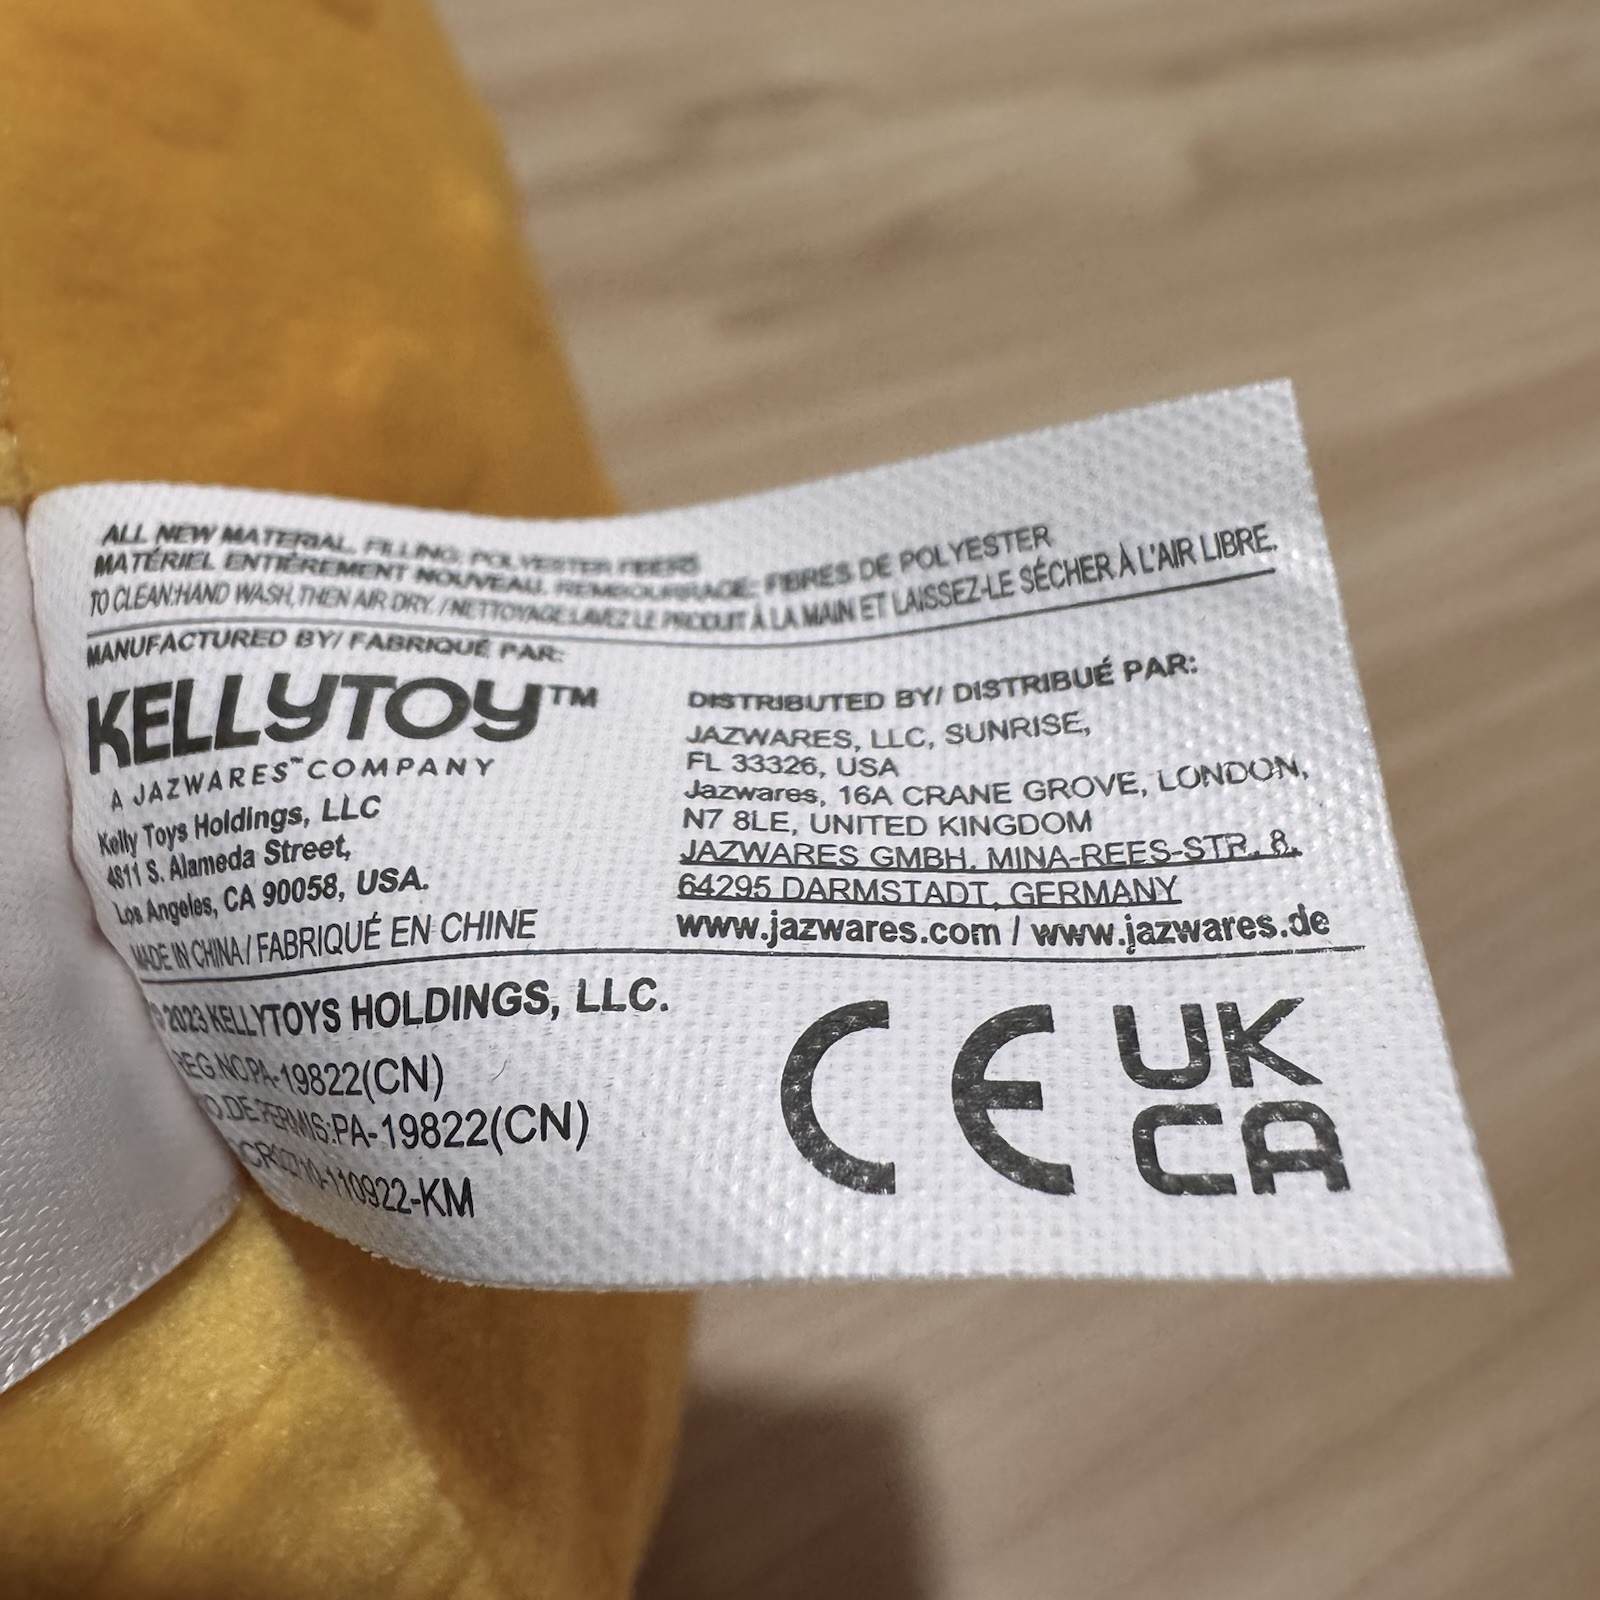 ALL NEW MATERIAL, FILLING: POLYESTER FIBERS
MATÉRIEL ENTIÈREMENT NOUVEAU, REMBOURRAGE: FIBRES DE POLYESTER
TO CLEAN:HAND WASH, THEN AIR DRY. / NETTOYAGE:LAVEZ LE PRODUIT À LA MAIN ET LAISSEZ-LE SÉCHER À L'AIR LIBRE.
MANUFACTURED BY/ FABRIQUÉ PAR:
KELLYTOY™
A JAZWARES™ COMPANY
Kelly Toys Holdings, LLC
4811 S. Alameda Street,
Los Angeles, CA 90058, USA.
MADE IN CHINA / FABRIQUÉ EN CHINE
DISTRIBUTED BY/ DISTRIBUÉ PAR:
JAZWARES, LLC, SUNRISE,
FL 33326, USA
Jazwares, 16A CRANE GROVE, LONDON,
N7 8LE, UNITED KINGDOM
JAZWARES GMBH, MINA-REES-STR. 8,
64295 DARMSTADT, GERMANY
www.jazwares.com / www.jazwares.de
© 2023 KELLYTOYS HOLDINGS, LLC.
REG.NO.PA-19822(CN)
NO.DE PERMIS:PA-19822(CN)
CE
UK
CA